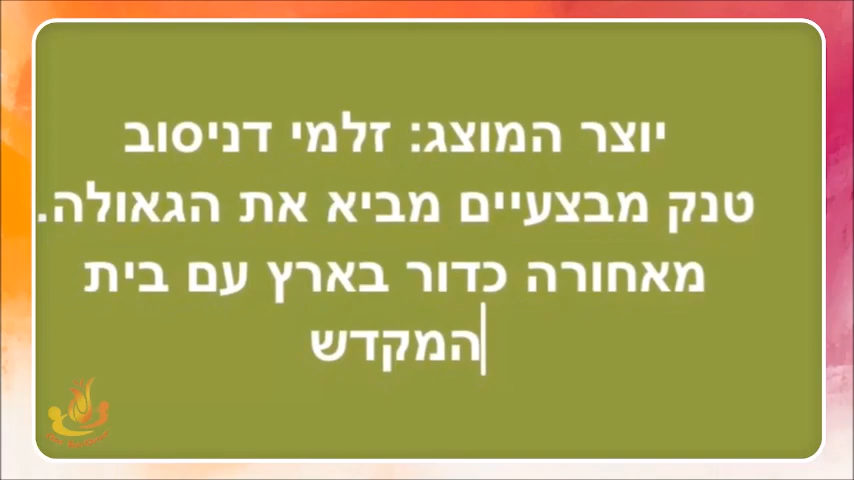 יוצר המוצג: זלמי דניסוב
טנק מבצעיים מביא את הגאולה.
מאחורה כדור בארץ עם בית
המקדש